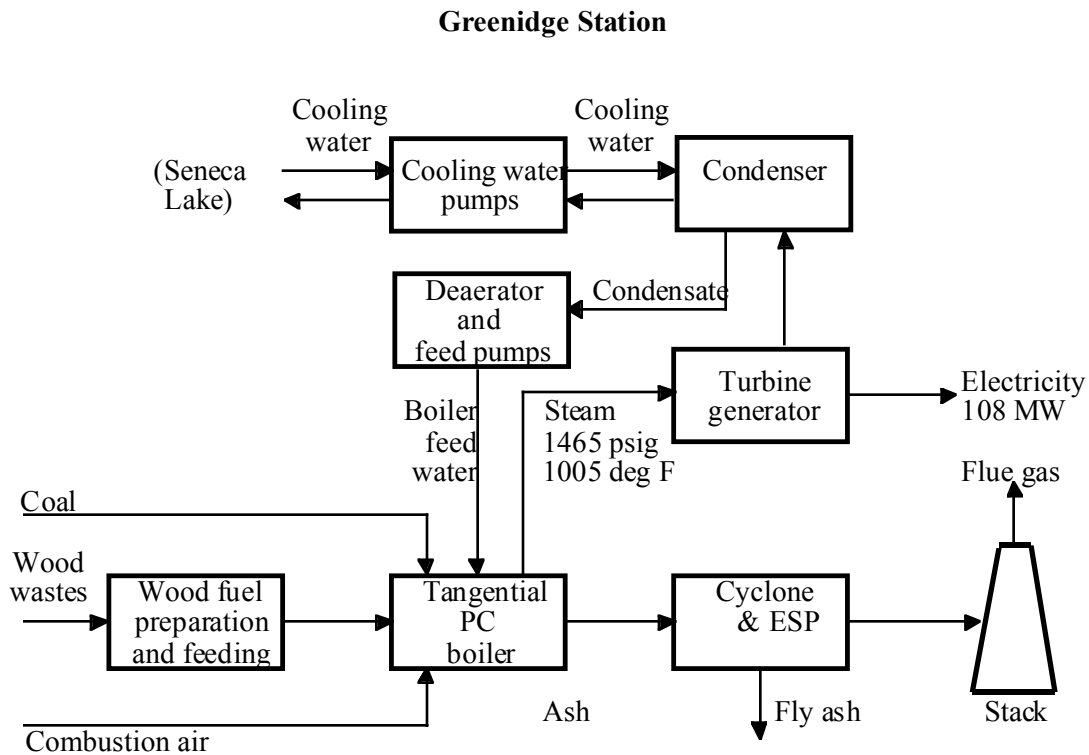 Greenidge Station
Cooling
water
Cooling
water
(Seneca
Lake)
Cooling water
pumps
Condenser
Deaerator
and
feed pumps
Condensate
Turbine
generator
Electricity
108 MW
Boiler
feed
water
Steam
1465 psig
1005 deg F
Flue gas
Coal
Wood
wastes
Wood fuel
preparation
and feeding
Tangential
PC
boiler
Cyclone
& ESP
Combustion air
Ash
Fly ash
Stack